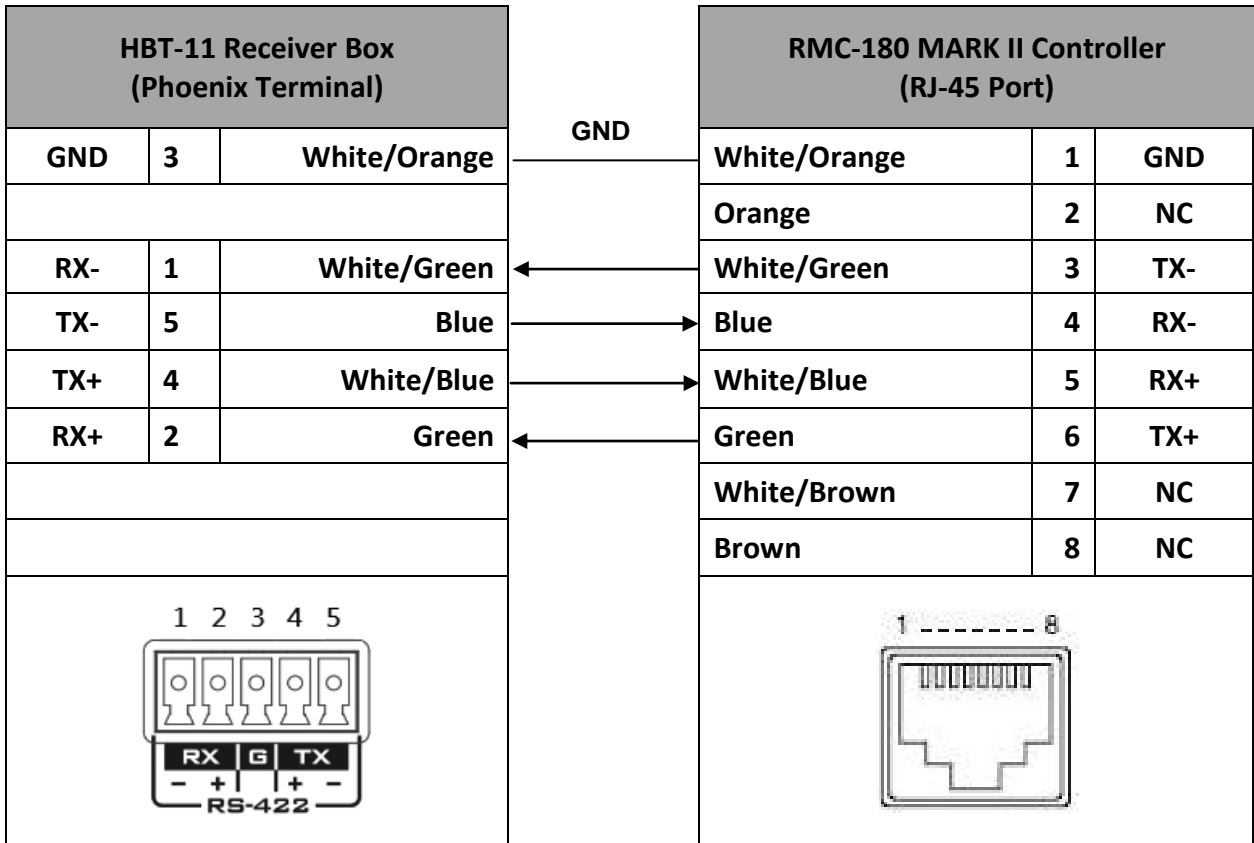 HBT-11 Receiver Box
(Phoenix Terminal)
RMC-180 MARK II Controller
(RJ-45 Port)
GND
GND 3 White/Orange White/Orange 1 GND
Orange 2 NC
RX- 1 White/Green White/Green 3 TX-
TX- 5 Blue Blue 4 RX-
TX+ 4 White/Blue White/Blue 5 RX+
RX+ 2 Green Green 6 TX+
White/Brown 7 NC
Brown 8 NC
1 2 3 4 5
RX G TX
- + + -
RS-422
1 -------- 8